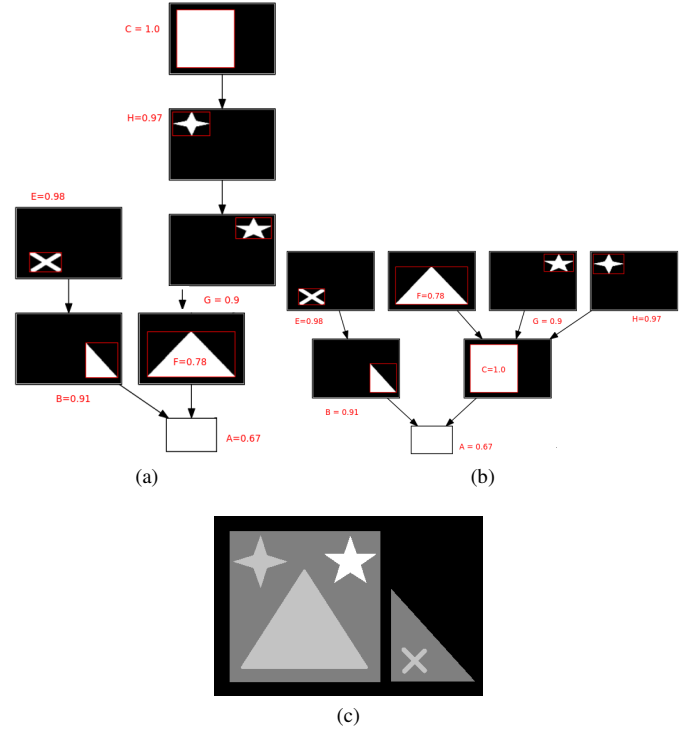 C = 1.0
H=0.97
E=0.98
G = 0.9
F=0.78
B=0.91
A=0.67
(a)
F=0.78
E=0.98
G = 0.9
H=0.97
C=1.0
B = 0.91
A = 0.67
(b)
(c)